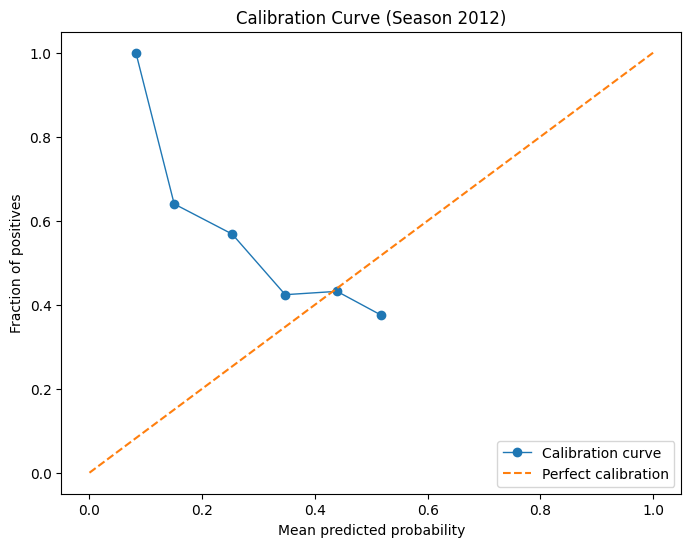 Calibration Curve (Season 2012)
1.0
0.8
0.6
0.4
0.2
0.0
Fraction of positives
0.0 0.2 0.4 0.6 0.8 1.0
Mean predicted probability
Calibration curve
Perfect calibration